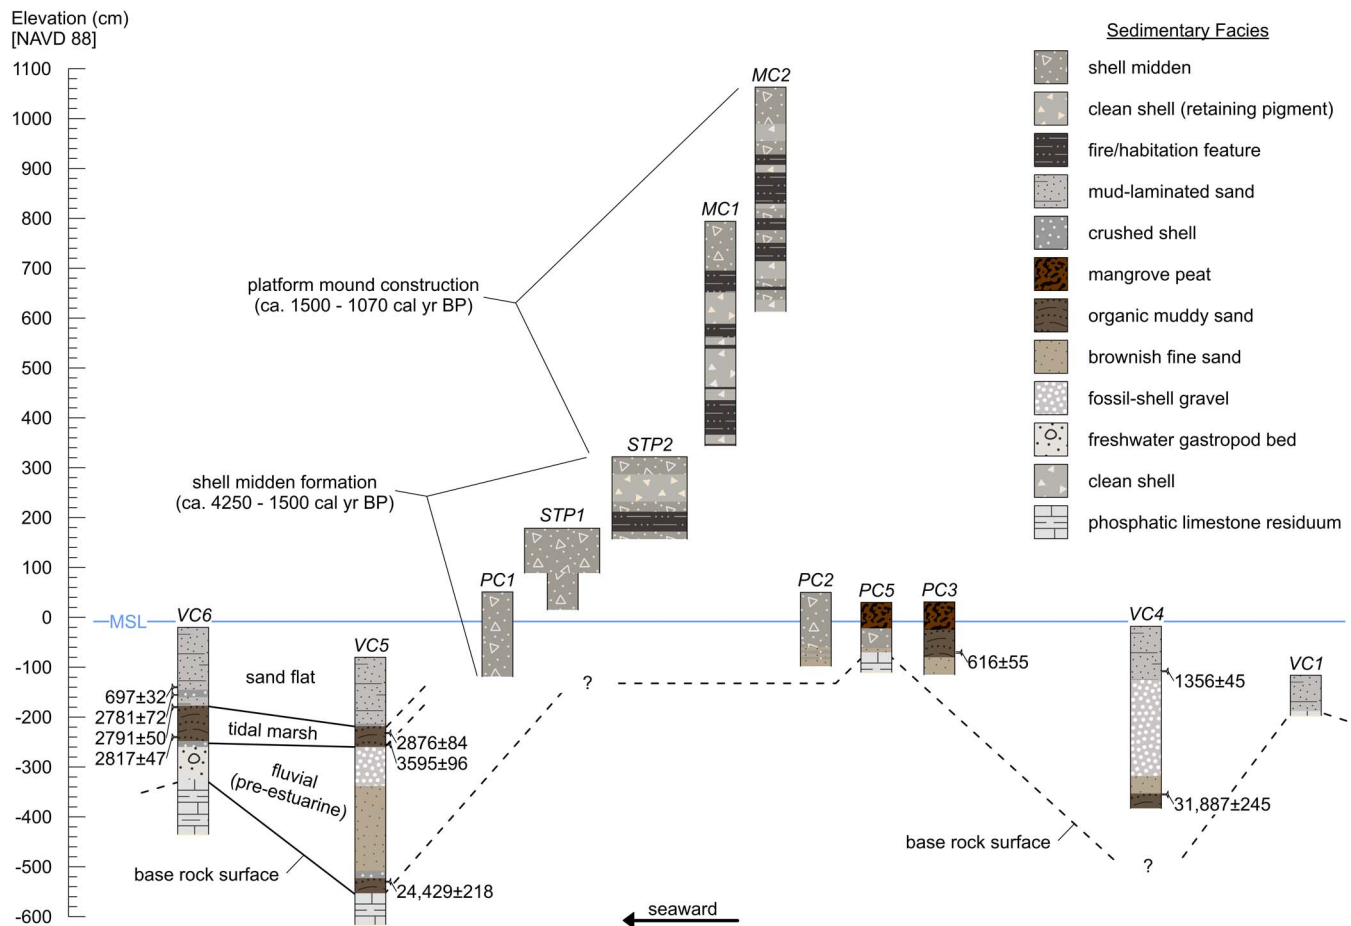 Elevation (cm)
[NAVD 88]
1100
1000
900
800
700
600
500
400
300
200
100
0
-100
-200
-300
-400
-500
-600
MSL
MC2
MC1
platform mound construction
(ca. 1500 - 1070 cal yr BP)
STP2
shell midden formation
(ca. 4250 - 1500 cal yr BP)
STP1
PC1
PC2
PC5
PC3
616±55
VC6
VC5
VC4
1356±45
31,887±245
VC1
697±32
2781±72
2791±50
2817±47
sand flat
tidal marsh
fluvial
(pre-estuarine)
2876±84
3595±96
24,429±218
base rock surface
?
base rock surface
?
seaward
Sedimentary Facies
shell midden
clean shell (retaining pigment)
fire/habitation feature
mud-laminated sand
crushed shell
mangrove peat
organic muddy sand
brownish fine sand
fossil-shell gravel
freshwater gastropod bed
clean shell
phosphatic limestone residuum